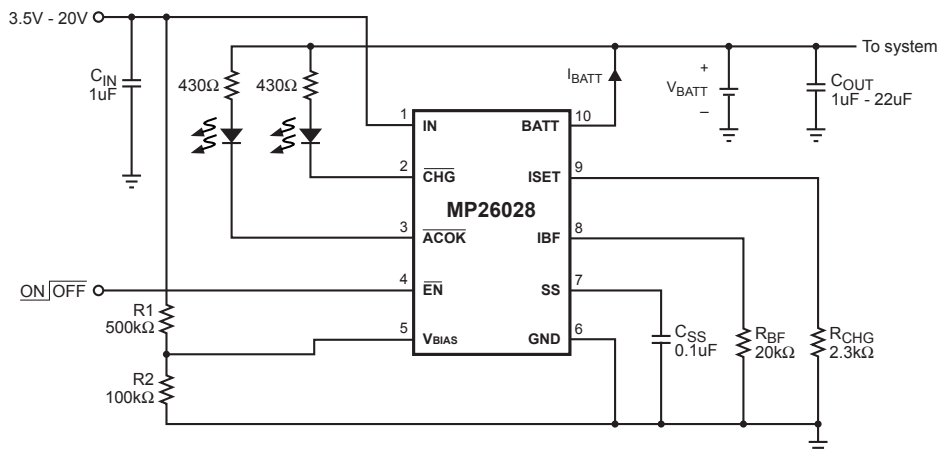 3.5V - 20V
To system
CIN
1uF
430Ω
430Ω
IBATT
+
VBATT
–
COUT
1uF - 22uF
1
IN
BATT
10
2
CHG
ISET
9
MP26028
3
ACOK
IBF
8
ON OFF
4
EN
SS
7
R1
500kΩ
5
VBIAS
GND
6
CSS
0.1uF
RBF
20kΩ
RCHG
2.3kΩ
R2
100kΩ